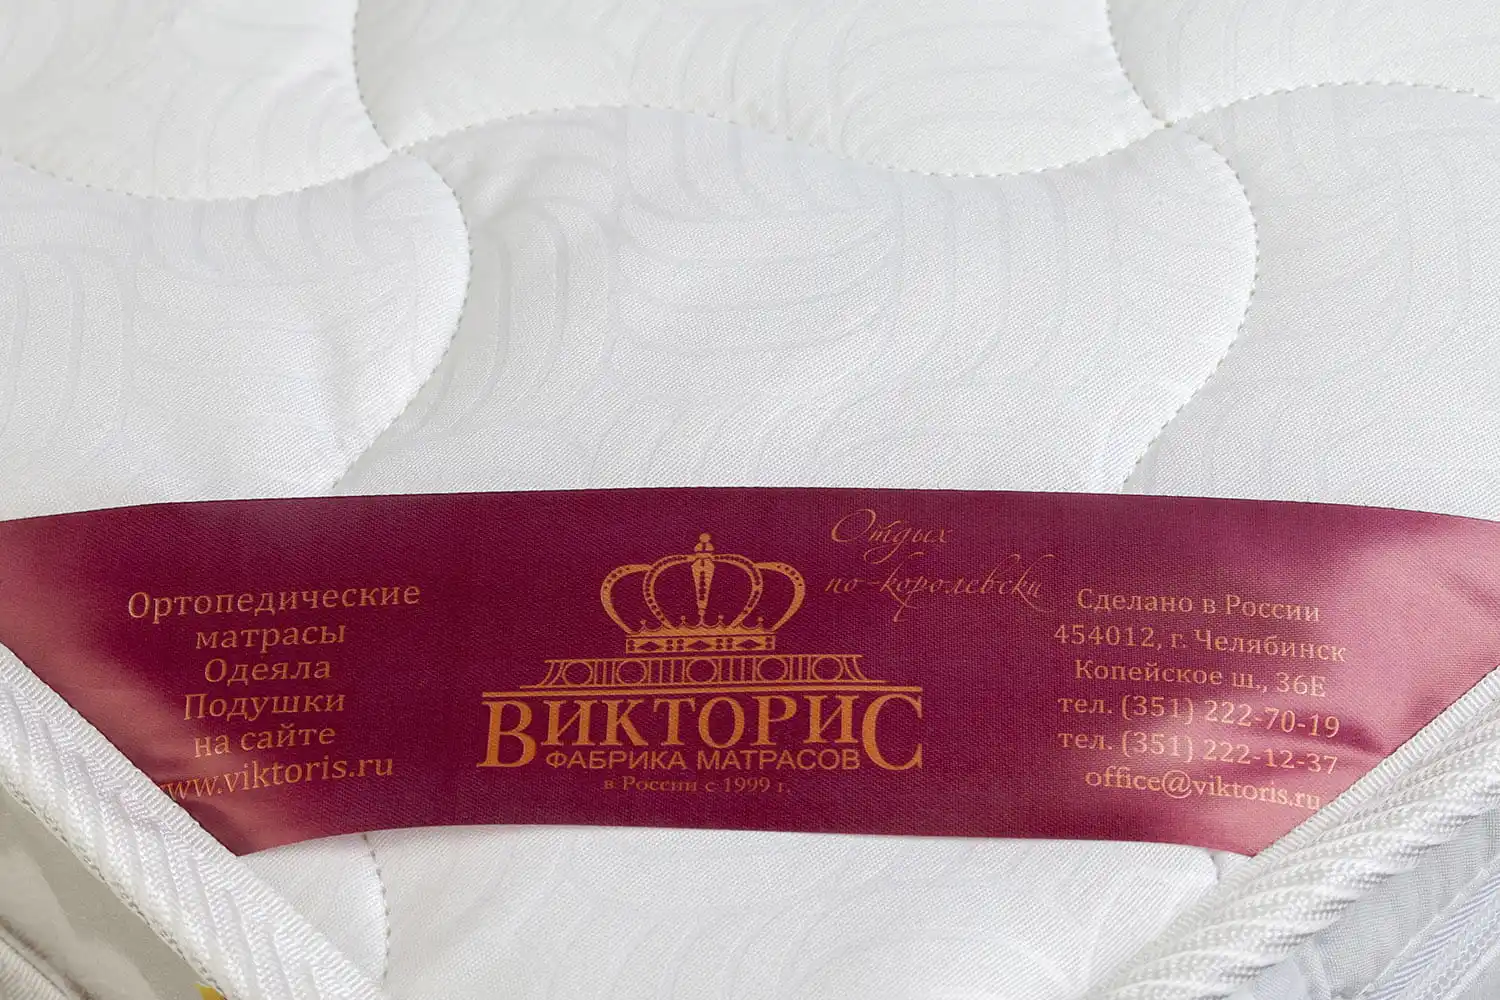 Ортопедические
матрасы
Одеяла
Подушки
на сайте
www.viktoris.ru
Отдых
по-королевски
ВИКТОРИС
ФАБРИКА МАТРАСОВ
в России с 1999 г.
Сделано в России
454012, г. Челябинск
Копейское ш., 36Е
тел. (351) 222-70-19
тел. (351) 222-12-37
office@viktoris.ru